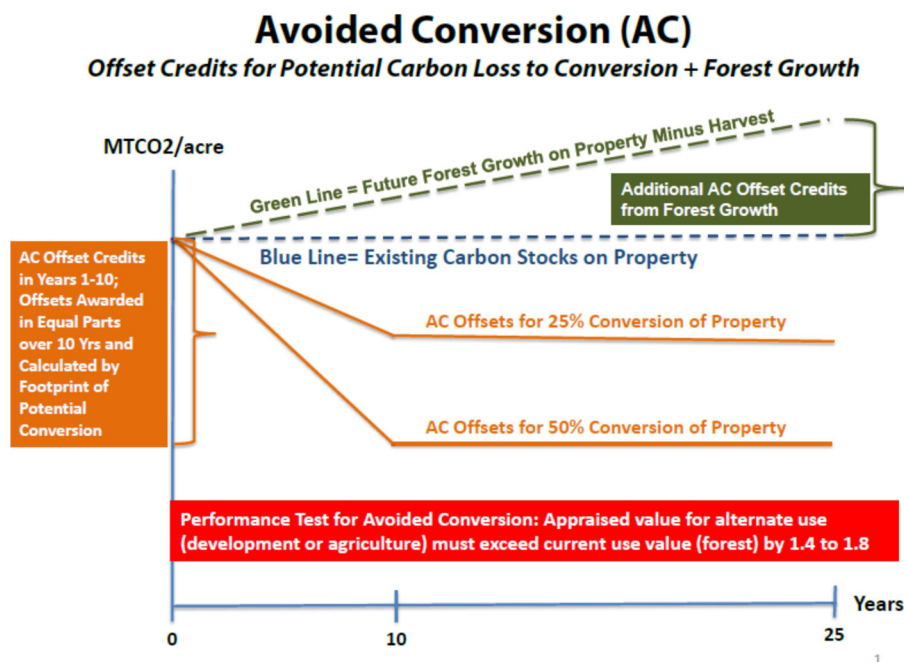 Avoided Conversion (AC)
Offset Credits for Potential Carbon Loss to Conversion + Forest Growth
MTCO2/acre
Green Line = Future Forest Growth on Property Minus Harvest
Additional AC Offset Credits
from Forest Growth
Blue Line= Existing Carbon Stocks on Property
AC Offset Credits
in Years 1-10;
Offsets Awarded
in Equal Parts
over 10 Yrs and
Calculated by
Footprint of
Potential
Conversion
AC Offsets for 25% Conversion of Property
AC Offsets for 50% Conversion of Property
Performance Test for Avoided Conversion: Appraised value for alternate use
(development or agriculture) must exceed current use value (forest) by 1.4 to 1.8
Years
0
10
25
1